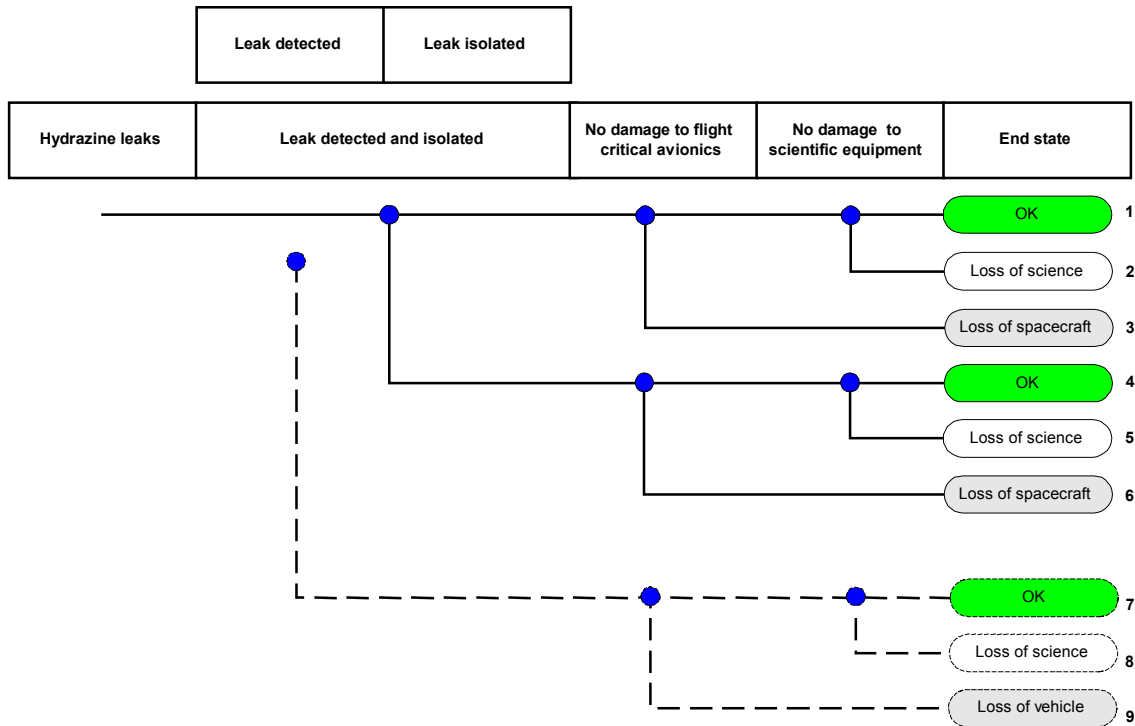 Leak detected
Leak isolated
Hydrazine leaks
Leak detected and isolated
No damage to flight
critical avionics
No damage to
scientific equipment
End state
OK
1
Loss of science
2
Loss of spacecraft
3
OK
4
Loss of science
5
Loss of spacecraft
6
OK
7
Loss of science
8
Loss of vehicle
9